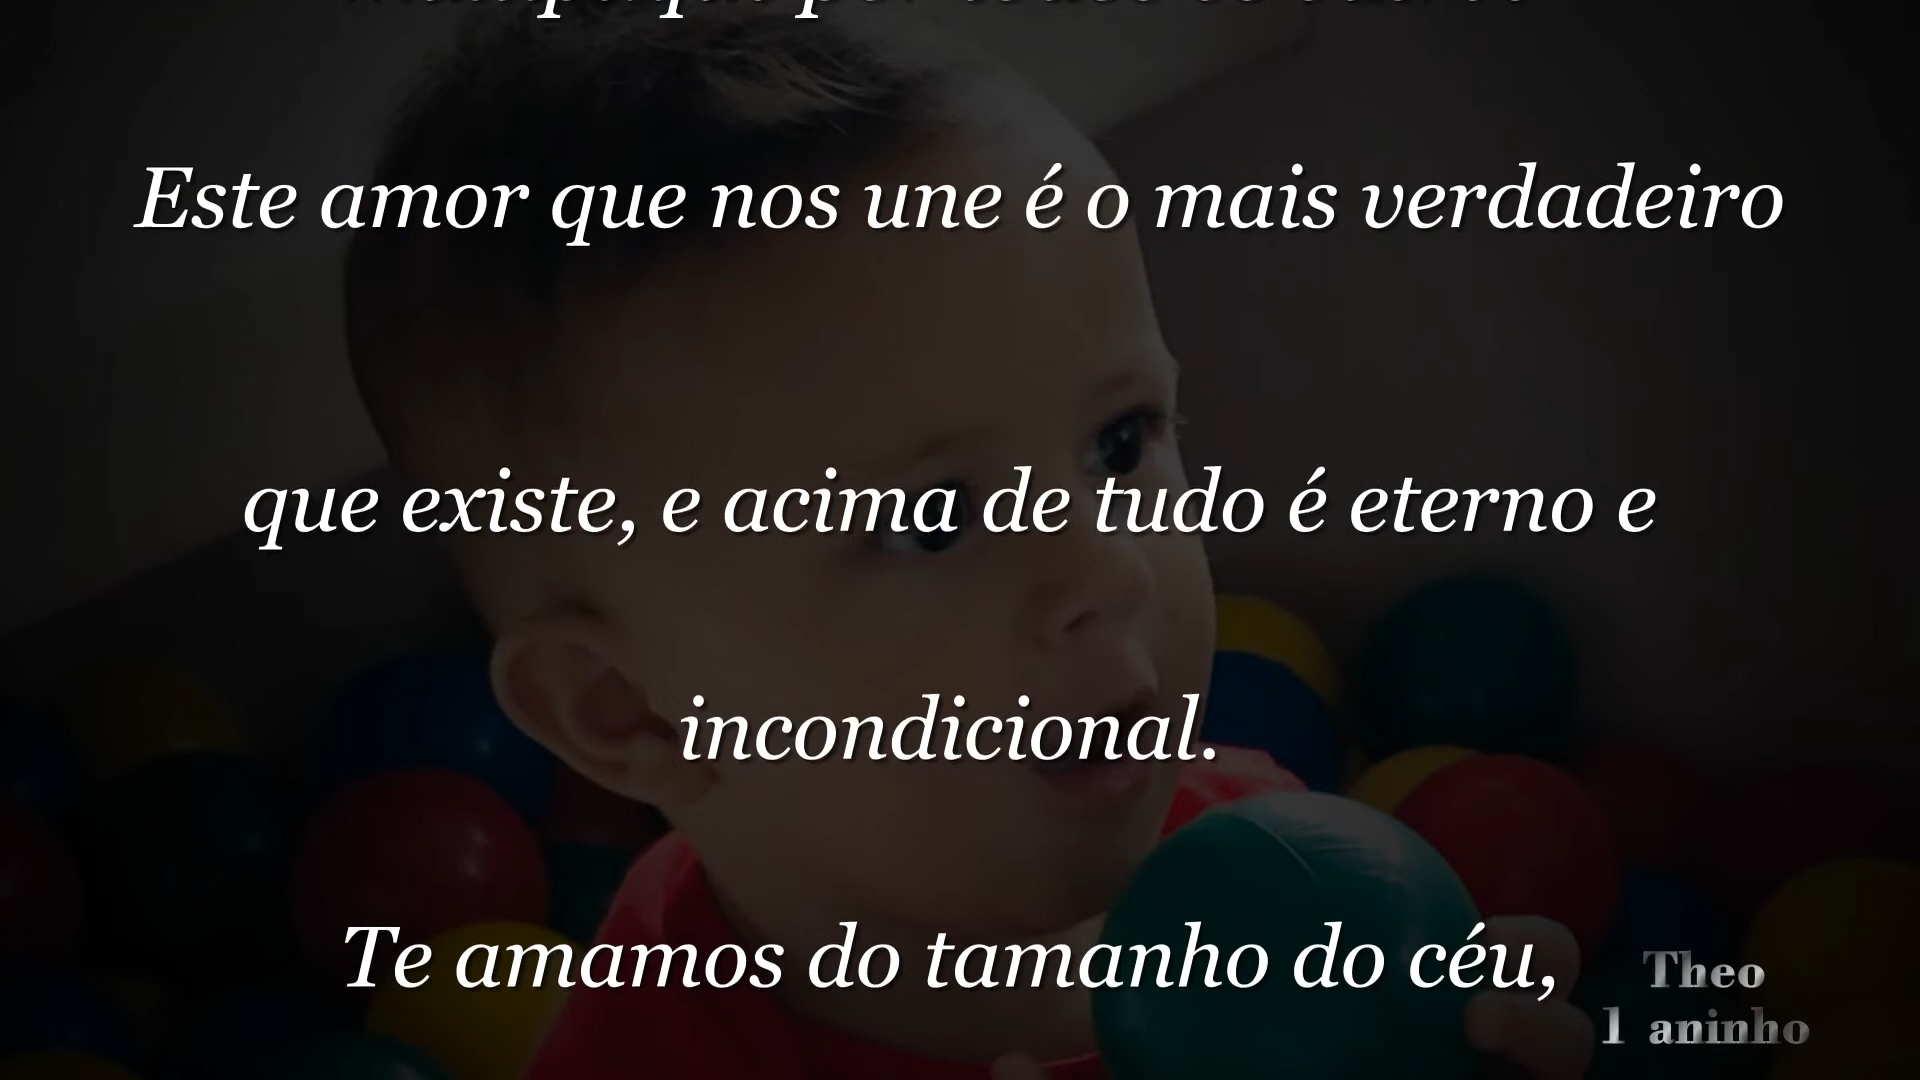 Este amor que nos une é o mais verdadeiro
que existe, e acima de tudo é eterno e
incondicional.
Te amamos do tamanho do céu,
Theo
1 aninho